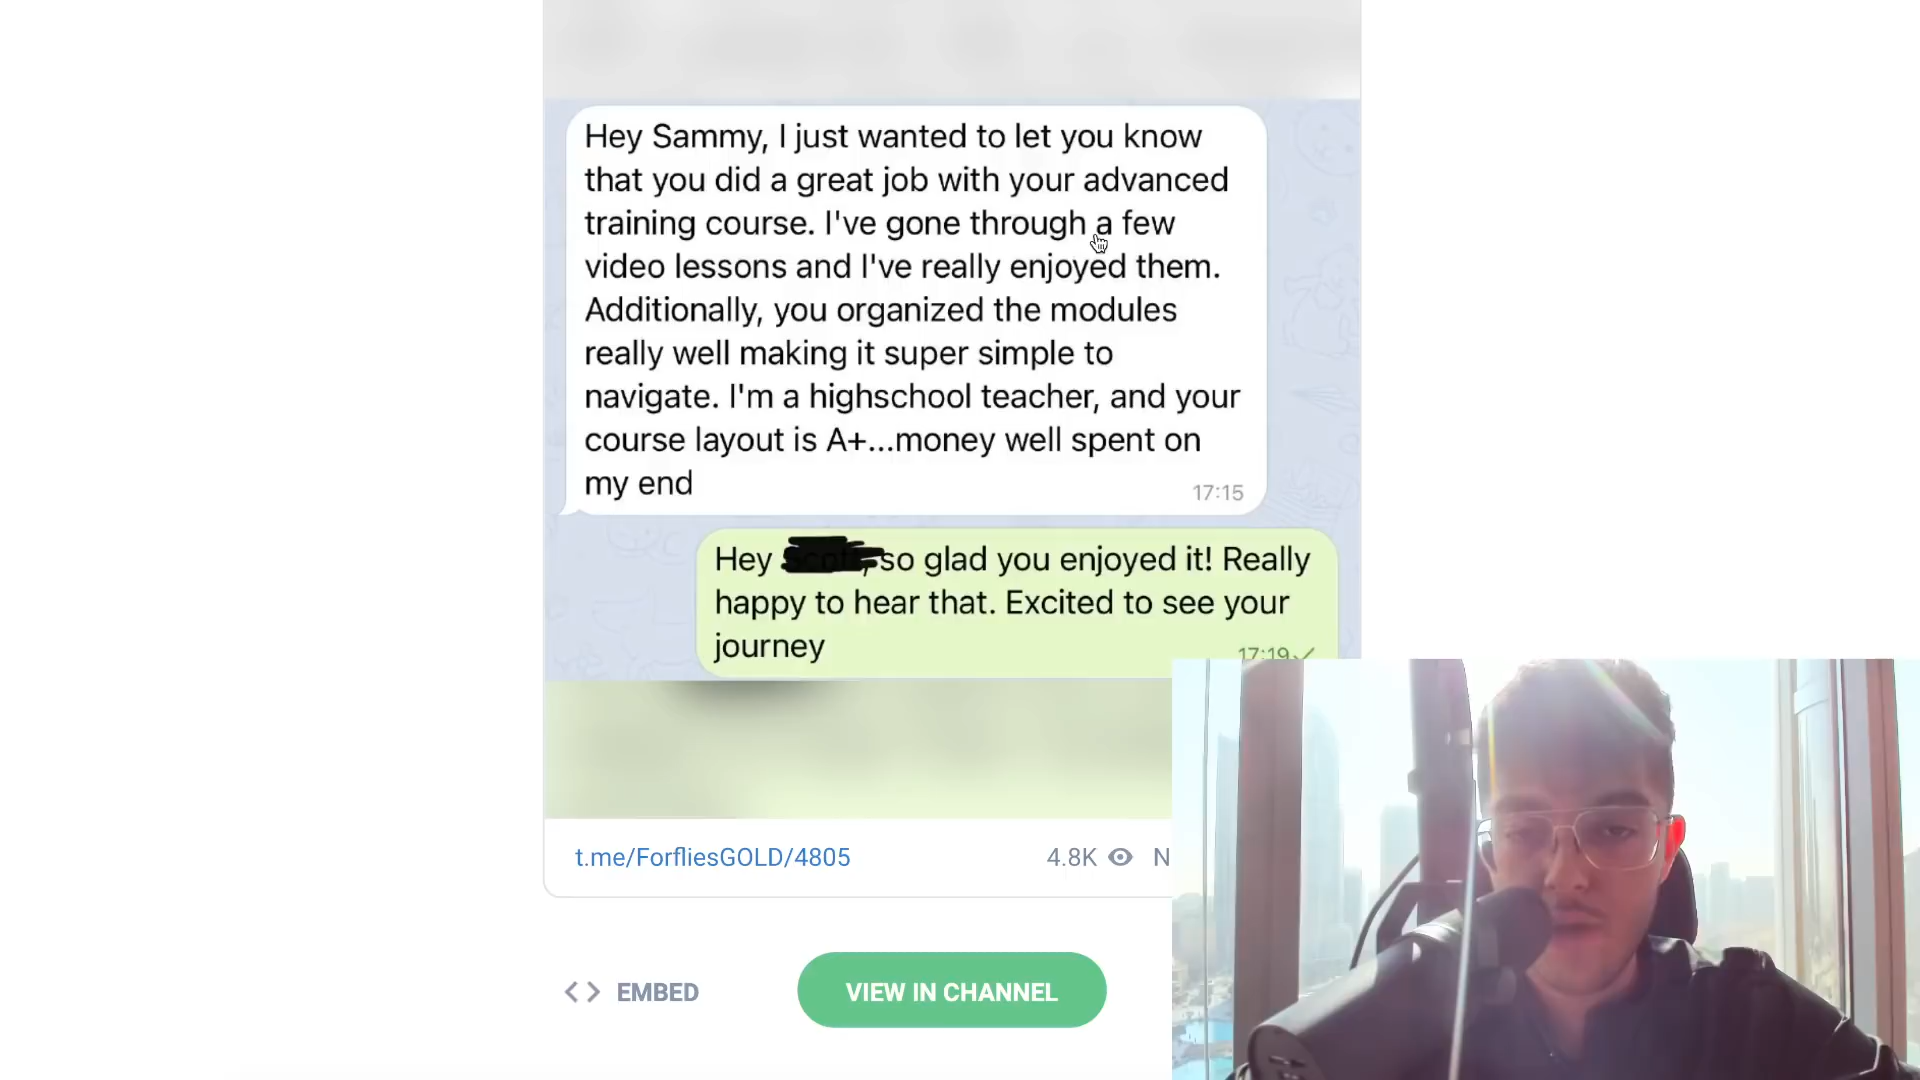 Hey Sammy, I just wanted to let you know
that you did a great job with your advanced
training course. I've gone through a few
video lessons and I've really enjoyed them.
Additionally, you organized the modules
really well making it super simple to
navigate. I'm a highschool teacher, and your
course layout is A+...money well spent on
my end
17:15
Hey so glad you enjoyed it! Really
happy to hear that. Excited to see your
journey
17:19
t.me/ForfliesGOLD/4805
4.8K N
EMBED
VIEW IN CHANNEL